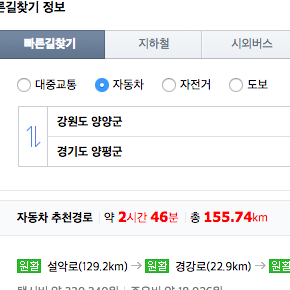 른길찾기 정보
빠른길찾기 지하철 시외버스
대중교통 자동차 자전거 도보
강원도 양양군
경기도 양평군
자동차 추천경로 약 2시간 46분 총 155.74km
원활 설악로(129.2km) → 원활 경강로(22.9km) → 원활